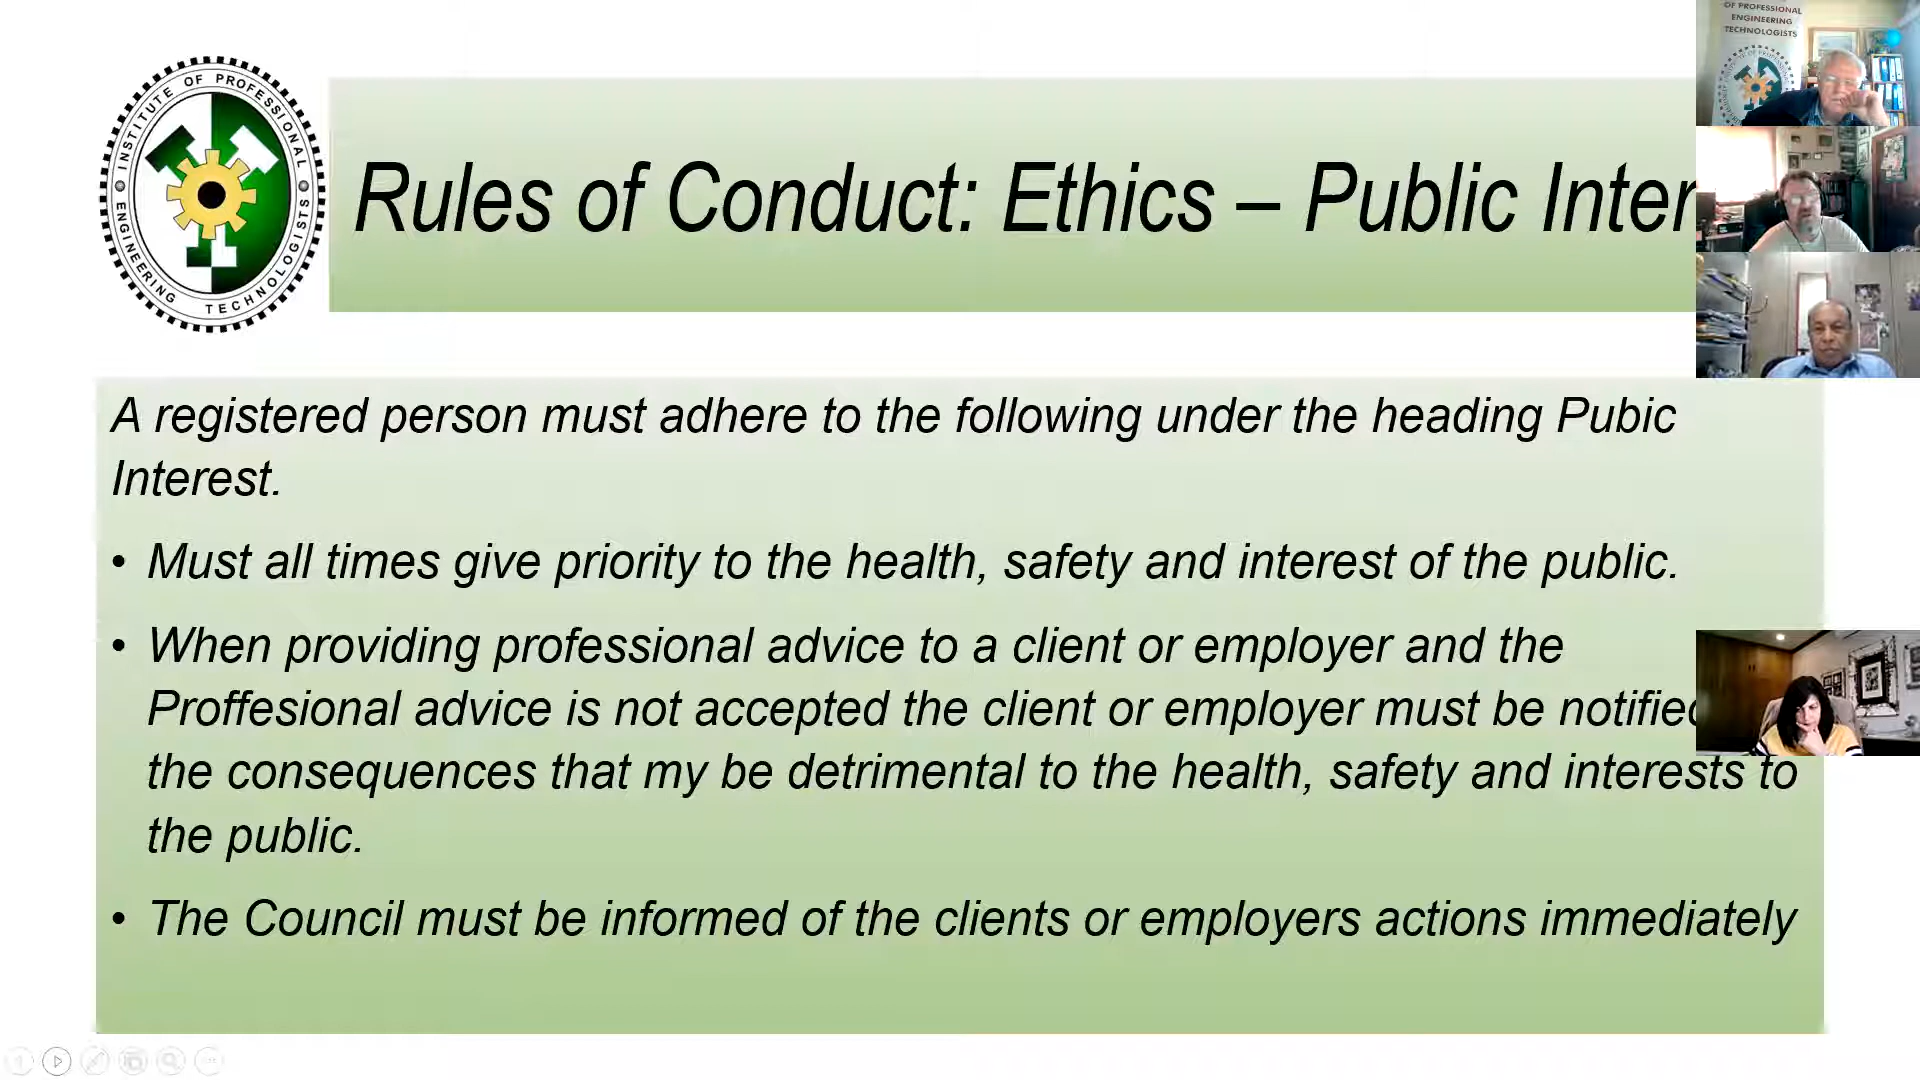 INSTITUTE OF PROFESSIONAL
ENGINEERING TECHNOLOGISTS
Rules of Conduct: Ethics – Public Inter
OF PROFESSIONAL
ENGINEERING
TECHNOLOGISTS
A registered person must adhere to the following under the heading Pubic
Interest.
• Must all times give priority to the health, safety and interest of the public.
• When providing professional advice to a client or employer and the
Proffesional advice is not accepted the client or employer must be notified
the consequences that my be detrimental to the health, safety and interests to
the public.
• The Council must be informed of the clients or employers actions immediately